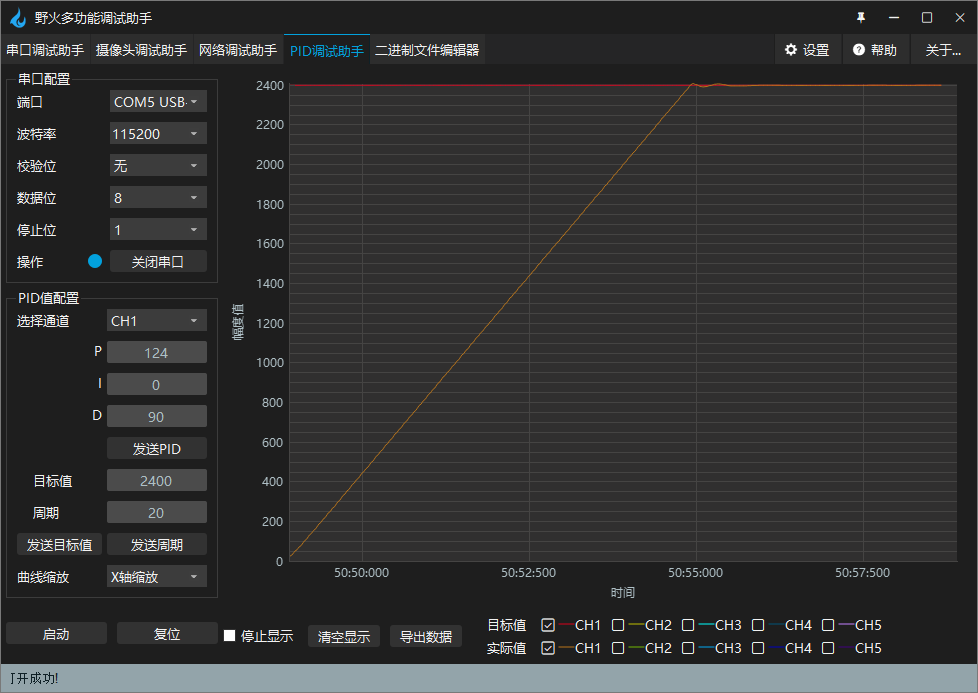 野火多功能调试助手
串口调试助手 摄像头调试助手 网络调试助手 PID调试助手 二进制文件编辑器 设置 帮助 关于...
串口配置
端口 COM5 USB-
波特率 115200
校验位 无
数据位 8
停止位 1
操作 关闭串口
PID值配置
选择通道 CH1
P 124
I 0
D 90
发送PID
目标值 2400
周期 20
发送目标值 发送周期
曲线缩放 X轴缩放
启动 复位 停止显示 清空显示 导出数据
2400
2200
2000
1800
1600
1400
1200
1000
800
600
400
200
0
幅度值
50:50:000 50:52:500 50:55:000 50:57:500
时间
目标值 CH1 CH2 CH3 CH4 CH5
实际值 CH1 CH2 CH3 CH4 CH5
开成功!